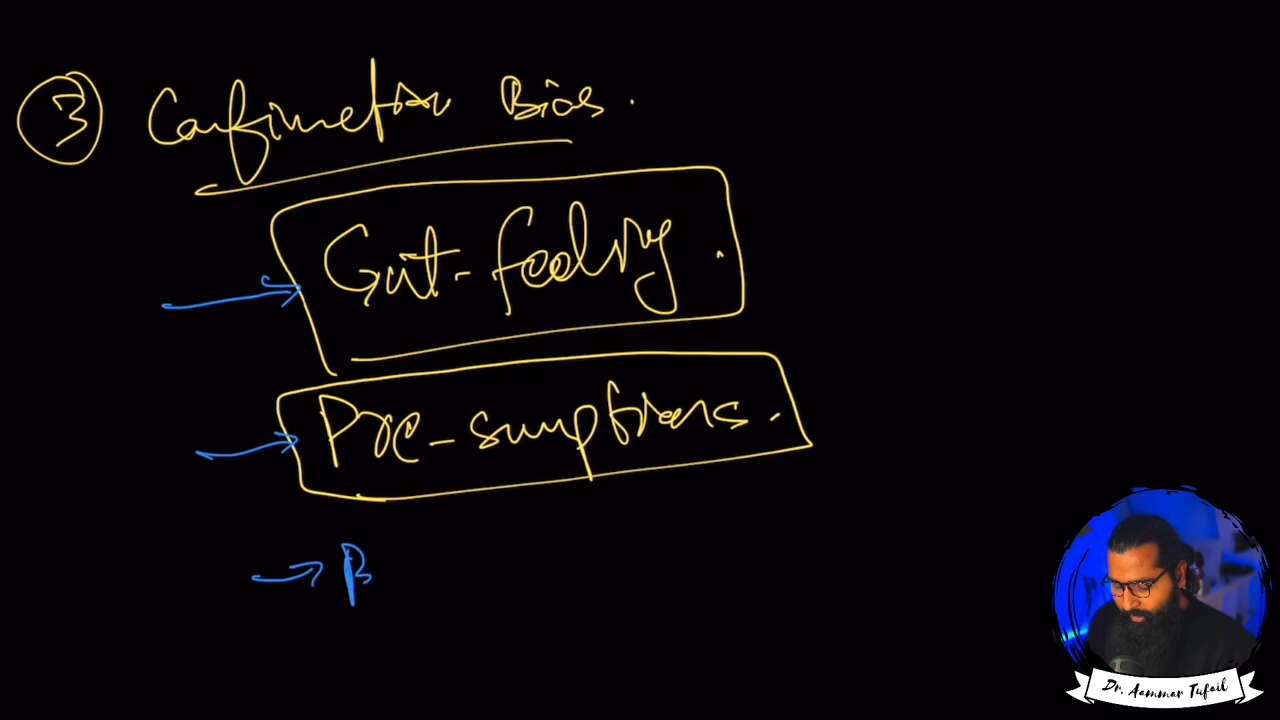 3 Confirmation Bias.
Gut-feeling.
Pre-sumptions.
→ B
Dr. Aammar Tufail